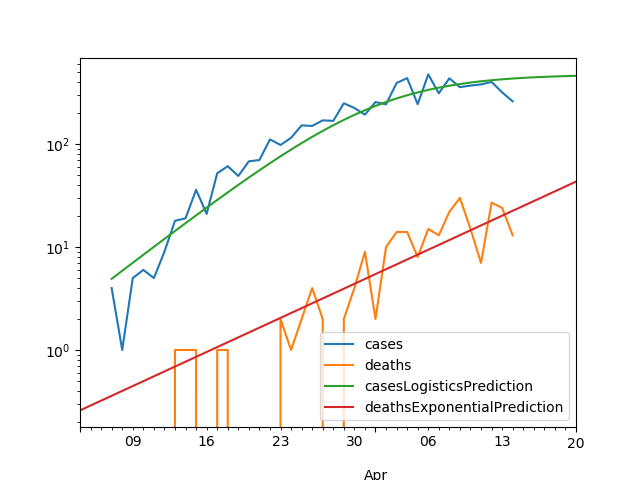 10²
10¹
10⁰
cases
deaths
casesLogisticsPrediction
deathsExponentialPrediction
09 16 23 30 06 13 20
Apr